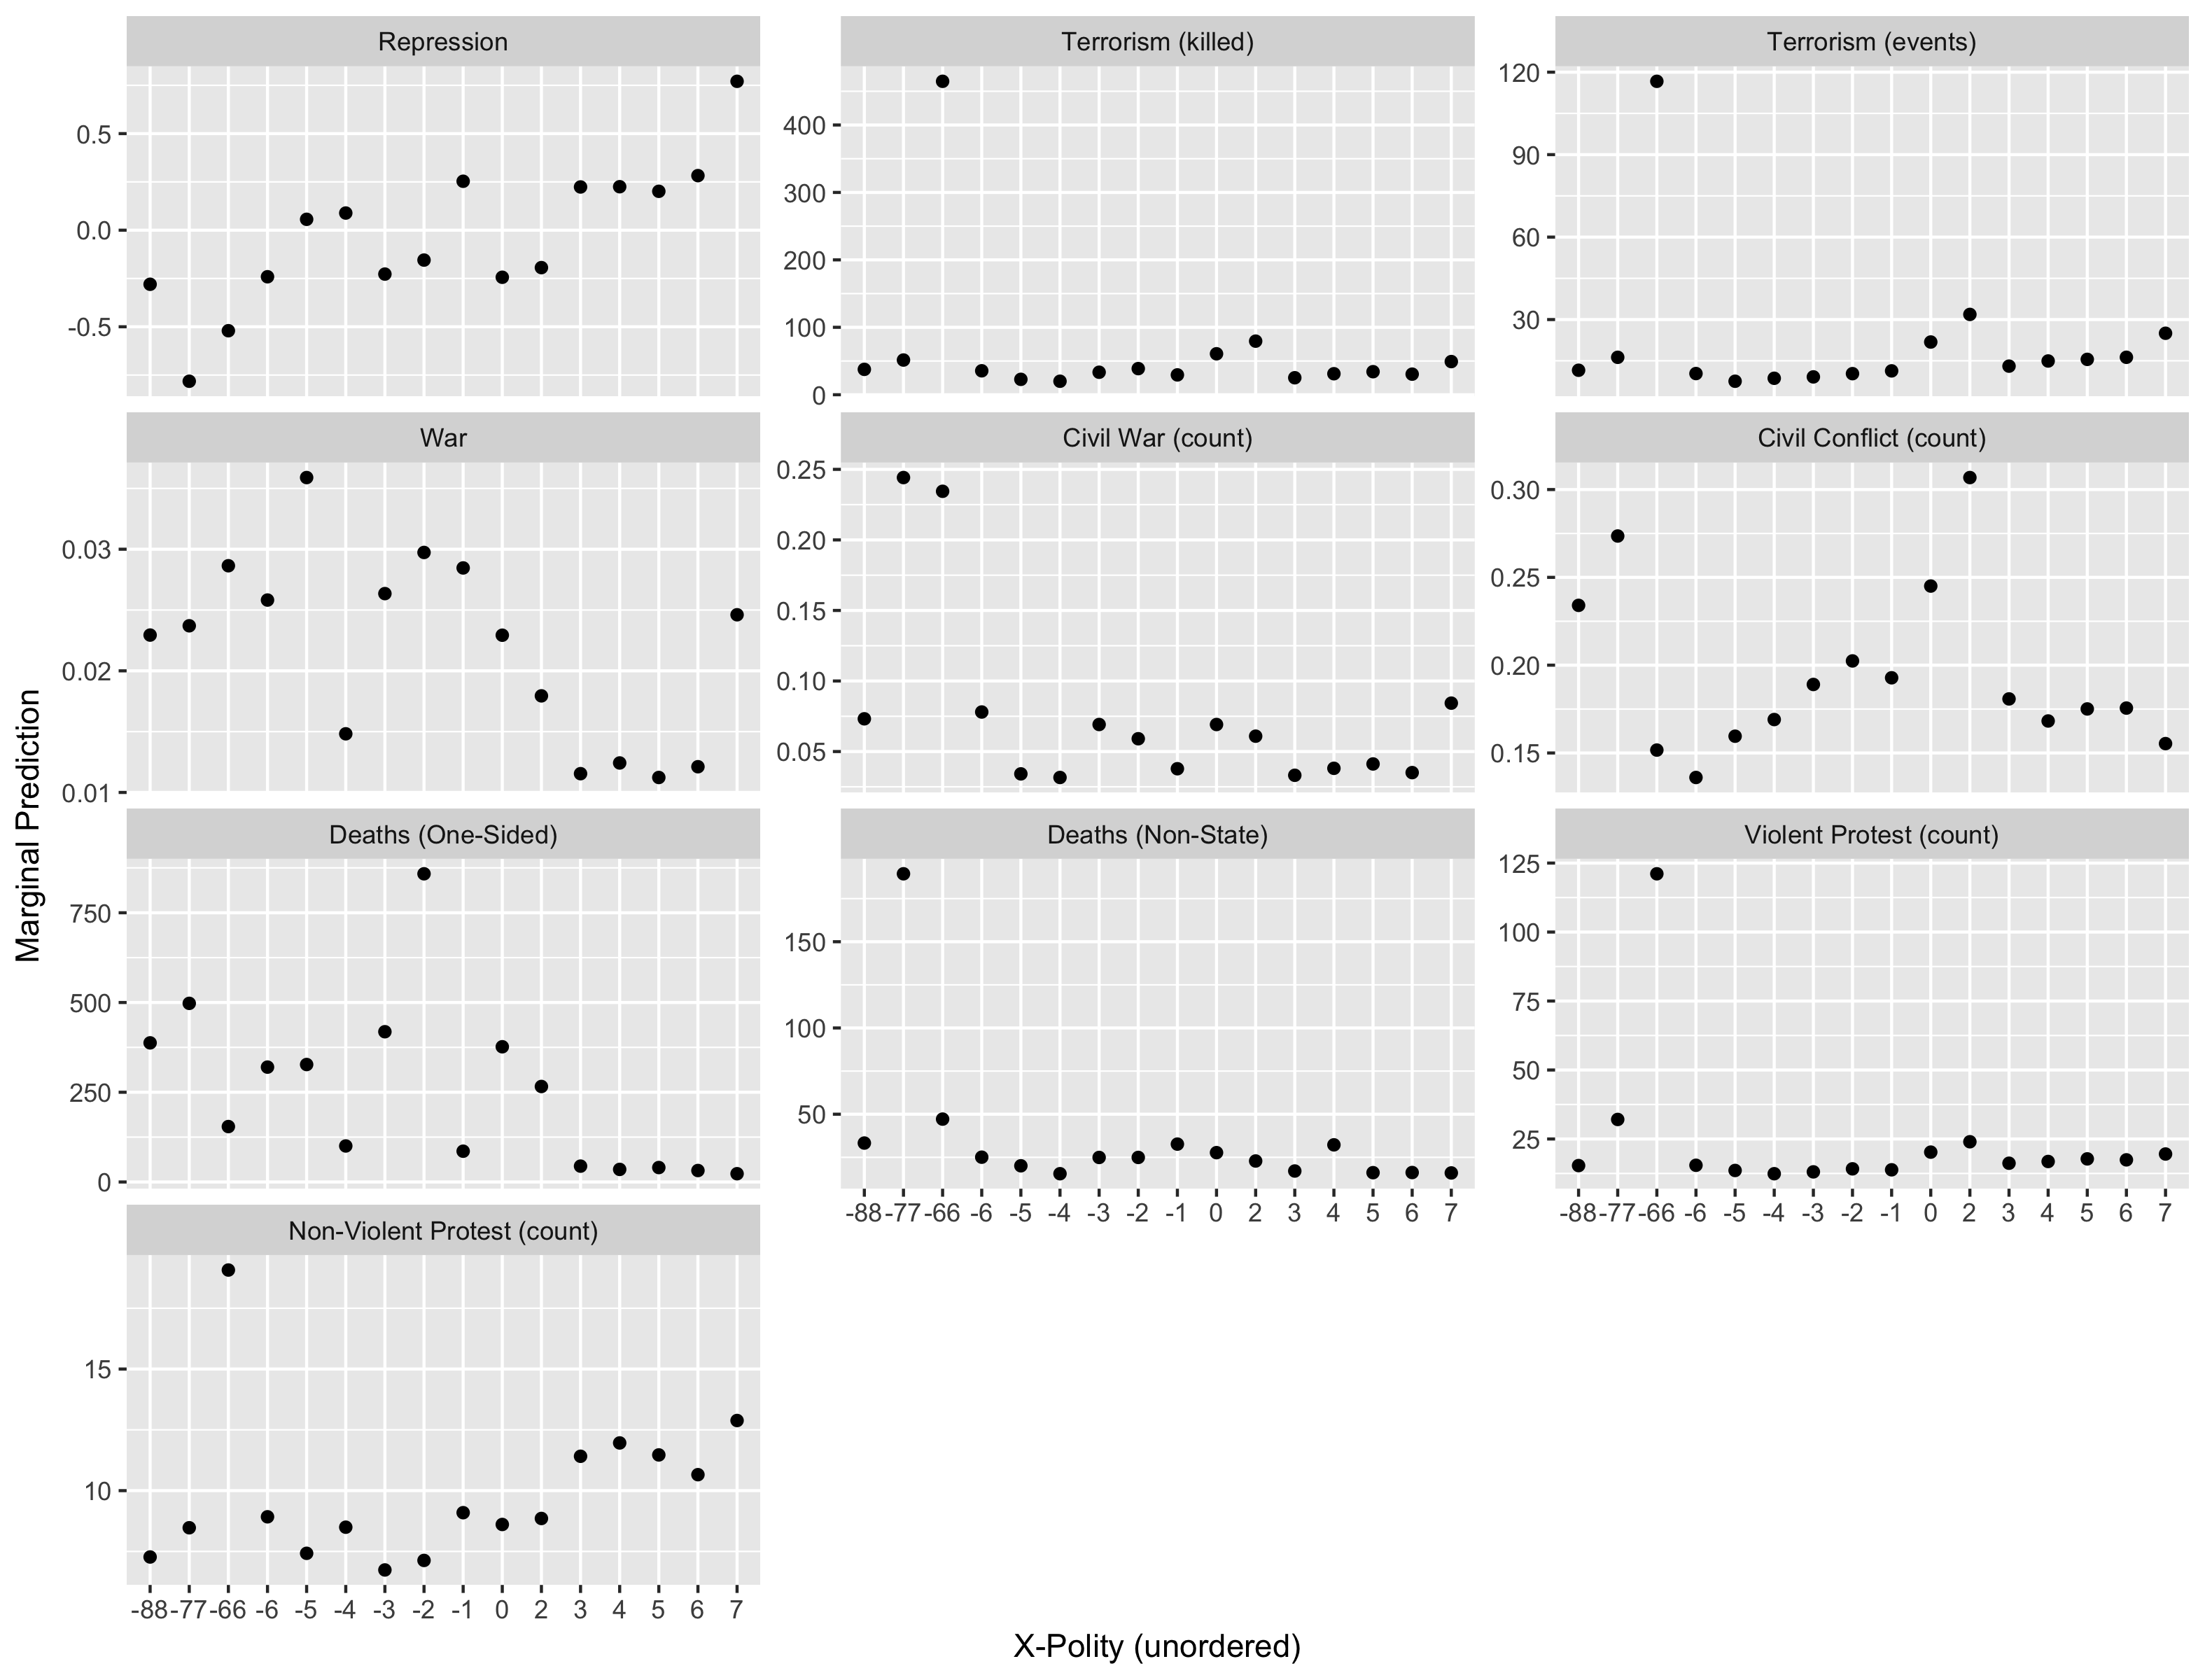 Repression
Terrorism (killed)
Terrorism (events)
0.5
0.0
-0.5
400
300
200
100
0
120
90
60
30
War
Civil War (count)
Civil Conflict (count)
0.03
0.02
0.01
0.25
0.20
0.15
0.10
0.05
0.30
0.25
0.20
0.15
Marginal Prediction
Deaths (One-Sided)
Deaths (Non-State)
Violent Protest (count)
750
500
250
0
150
100
50
125
100
75
50
25
-88 -77 -66 -6 -5 -4 -3 -2 -1 0 2 3 4 5 6 7
-88 -77 -66 -6 -5 -4 -3 -2 -1 0 2 3 4 5 6 7
Non-Violent Protest (count)
15
10
-88 -77 -66 -6 -5 -4 -3 -2 -1 0 2 3 4 5 6 7
X-Polity (unordered)